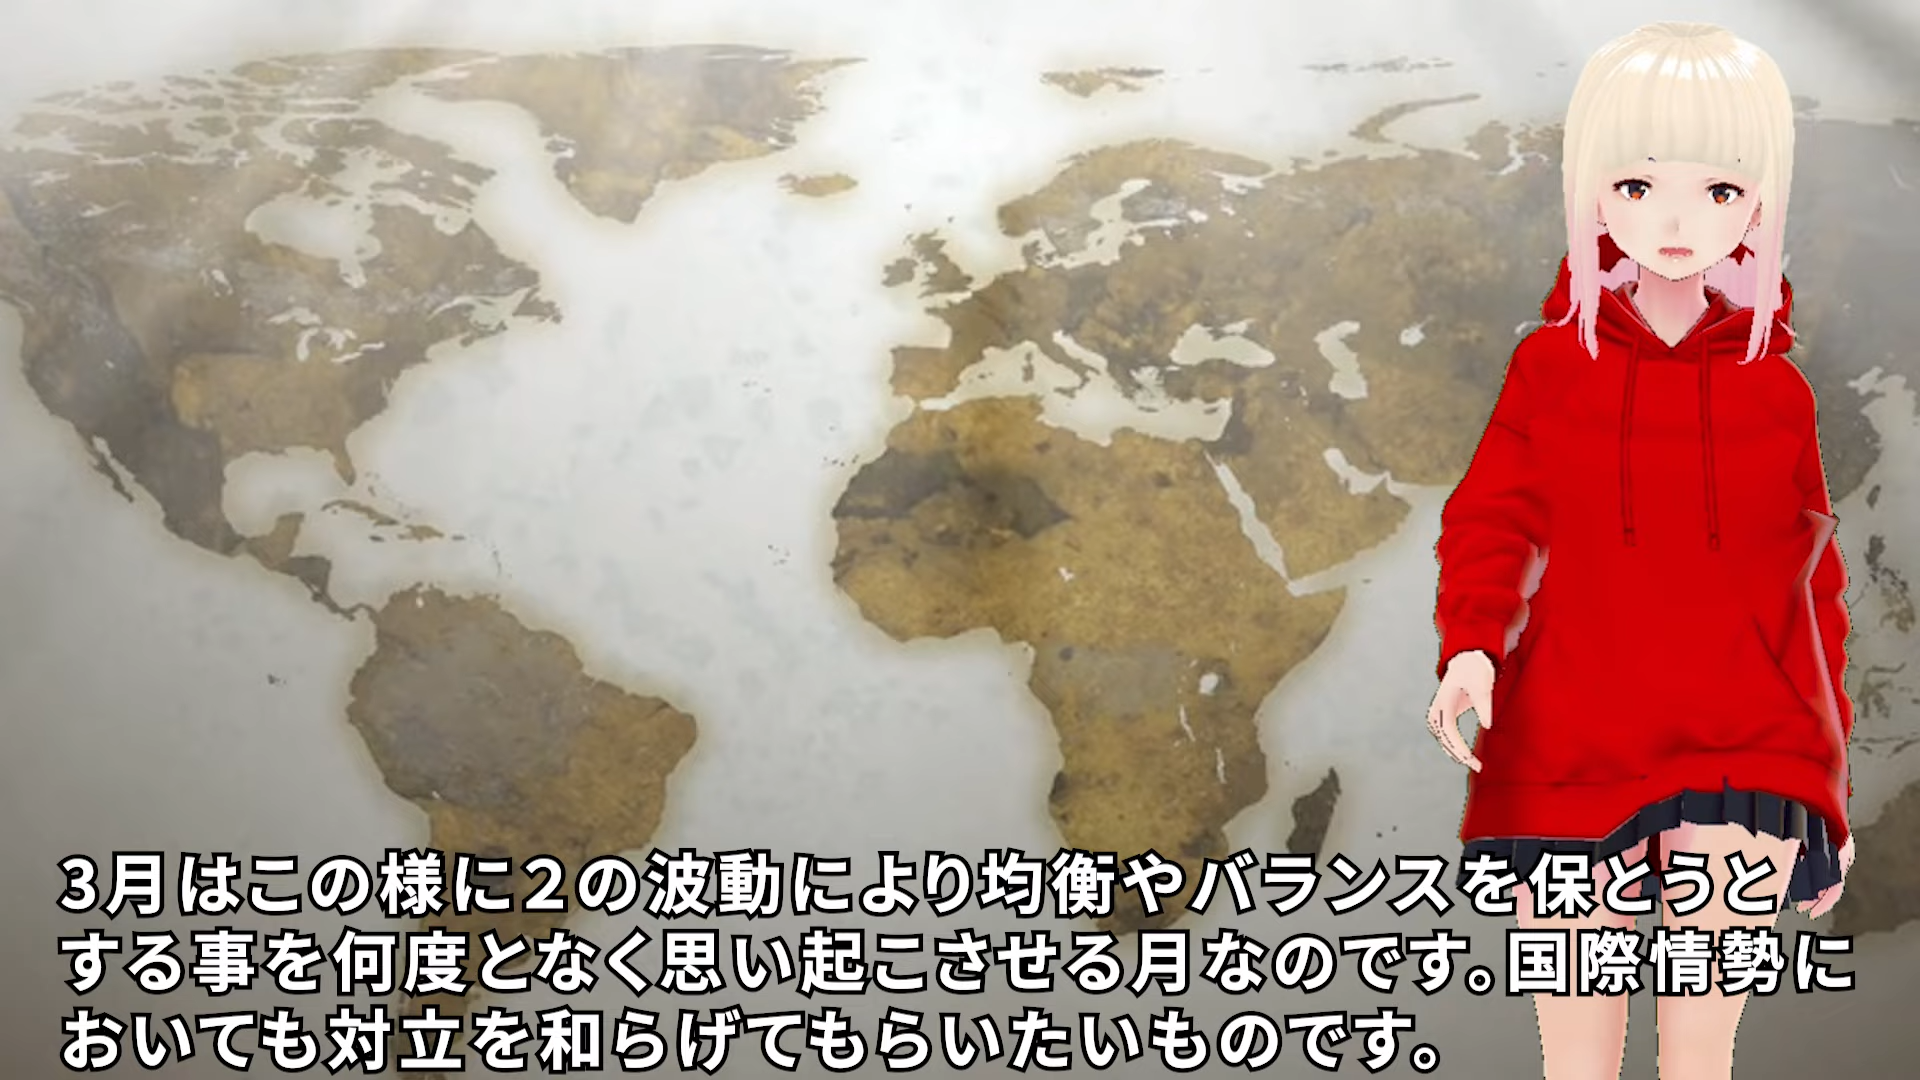 3月はこの様に２の波動により均衡やバランスを保とうと
する事を何度となく思い起こさせる月なのです。国際情勢に
おいても対立を和らげてもらいたいものです。